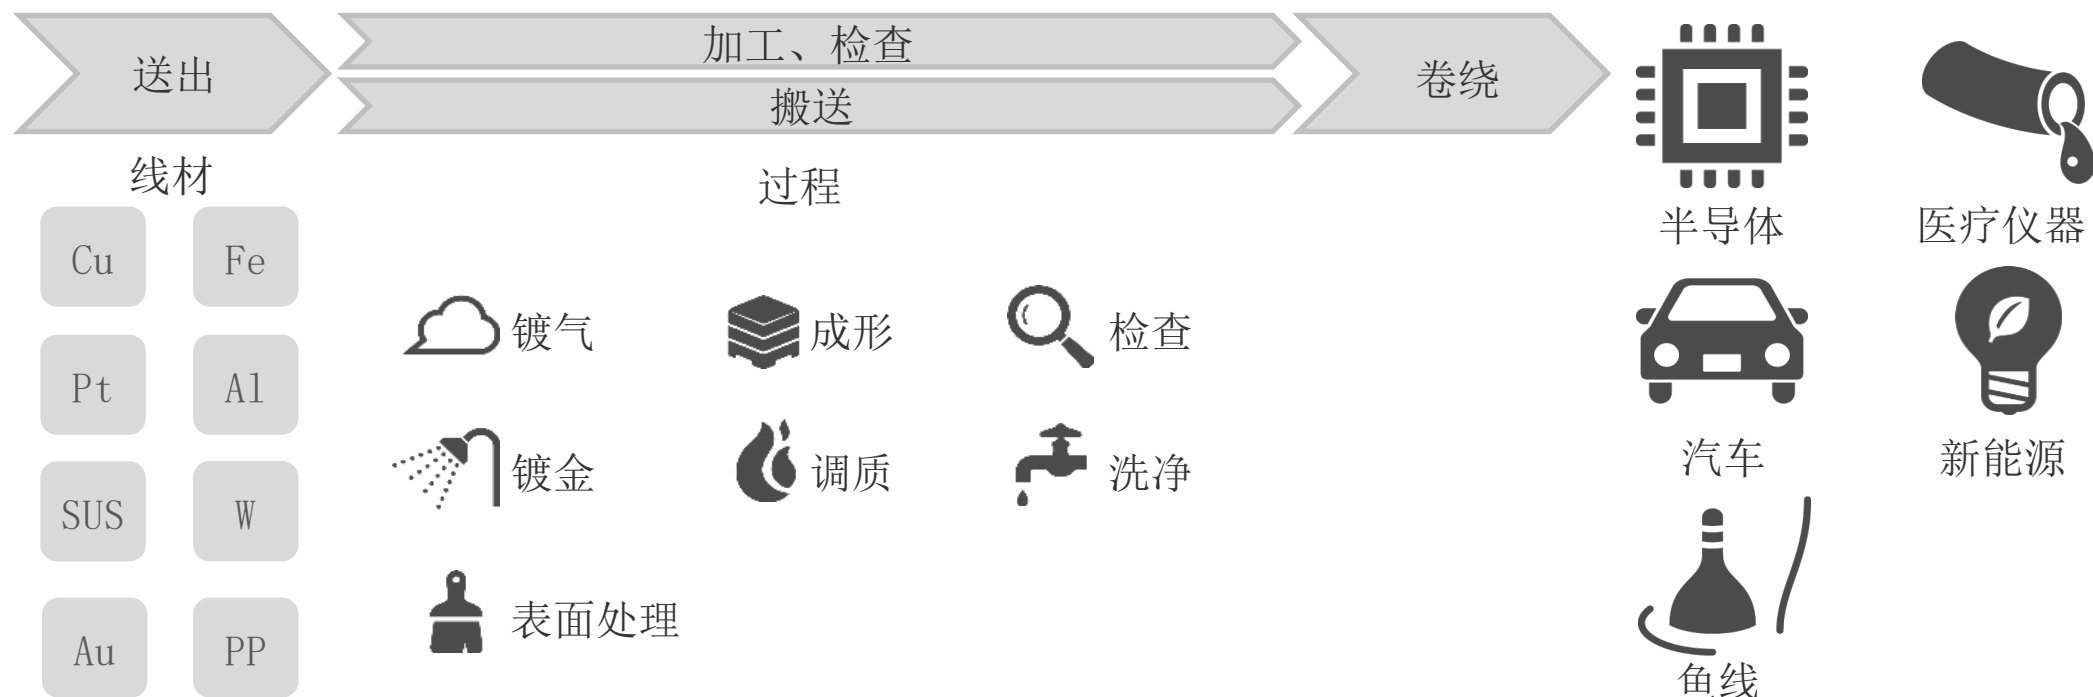 送出
加工、检查
搬送
卷绕
线材
过程
Cu
Fe
Pt
Al
SUS
W
Au
PP
镀气
成形
检查
镀金
调质
洗净
表面处理
半导体
医疗仪器
汽车
新能源
鱼线